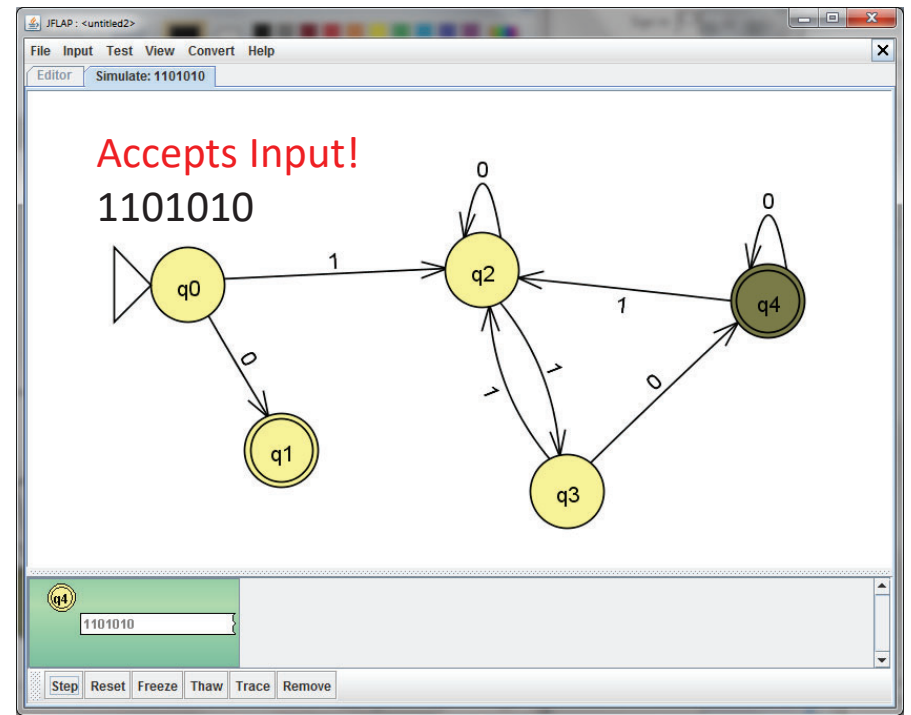 JFLAP : <untitled2>
File Input Test View Convert Help
Editor Simulate: 1101010
Accepts Input!
1101010
0
0
1
q0
q2
q4
1
0
1
1
0
q1
q3
q4
1101010
Step Reset Freeze Thaw Trace Remove